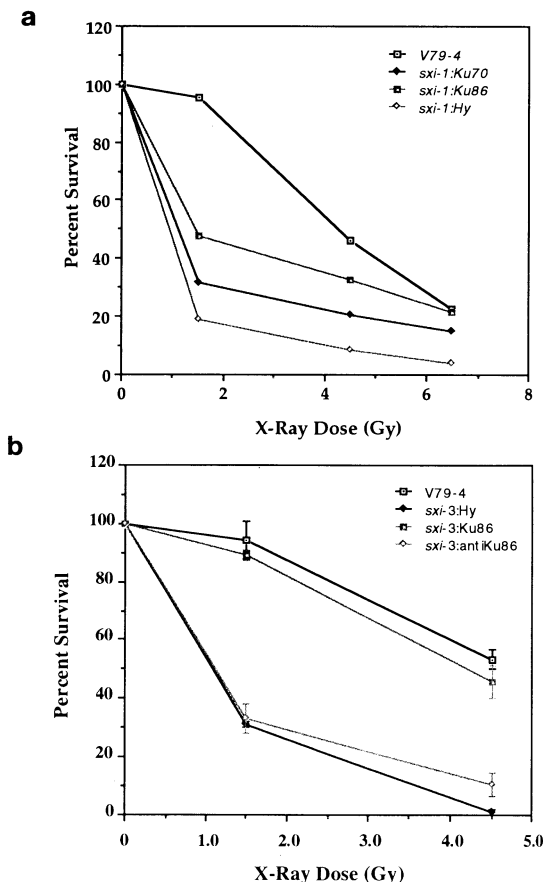 a
120
100
80
60
40
20
0
Percent Survival
V79-4
sxi-1:Ku70
sxi-1:Ku86
sxi-1:Hy
0 2 4 6 8
X-Ray Dose (Gy)
b
120
100
80
60
40
20
0
Percent Survival
V79-4
sxi-3:Hy
sxi-3:Ku86
sxi-3:antiKu86
0 1.0 2.0 3.0 4.0 5.0
X-Ray Dose (Gy)